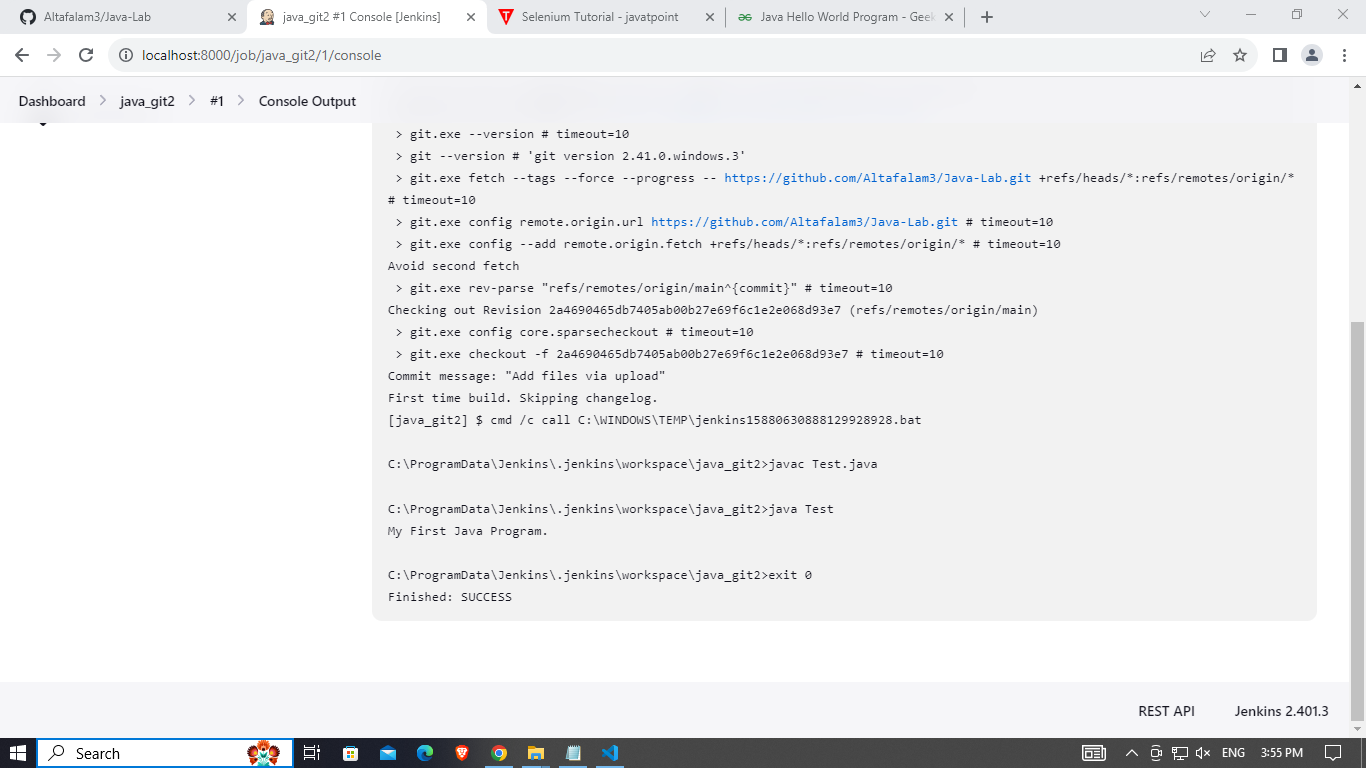 Altafalam3/Java-Lab
java_git2 #1 Console [Jenkins]
Selenium Tutorial - javatpoint
Java Hello World Program - Geek
localhost:8000/job/java_git2/1/console
Dashboard > java_git2 > #1 > Console Output
> git.exe --version # timeout=10
> git --version # 'git version 2.41.0.windows.3'
> git.exe fetch --tags --force --progress -- https://github.com/Altafalam3/Java-Lab.git +refs/heads/*:refs/remotes/origin/*
# timeout=10
> git.exe config remote.origin.url https://github.com/Altafalam3/Java-Lab.git # timeout=10
> git.exe config --add remote.origin.fetch +refs/heads/*:refs/remotes/origin/* # timeout=10
Avoid second fetch
> git.exe rev-parse "refs/remotes/origin/main^{commit}" # timeout=10
Checking out Revision 2a4690465db7405ab00b27e69f6c1e2e068d93e7 (refs/remotes/origin/main)
> git.exe config core.sparsecheckout # timeout=10
> git.exe checkout -f 2a4690465db7405ab00b27e69f6c1e2e068d93e7 # timeout=10
Commit message: "Add files via upload"
First time build. Skipping changelog.
[java_git2] $ cmd /c call C:\WINDOWS\TEMP\jenkins15880630888129928928.bat
C:\ProgramData\Jenkins\.jenkins\workspace\java_git2>javac Test.java
C:\ProgramData\Jenkins\.jenkins\workspace\java_git2>java Test
My First Java Program.
C:\ProgramData\Jenkins\.jenkins\workspace\java_git2>exit 0
Finished: SUCCESS
REST API
Jenkins 2.401.3
Search
ENG
3:55 PM